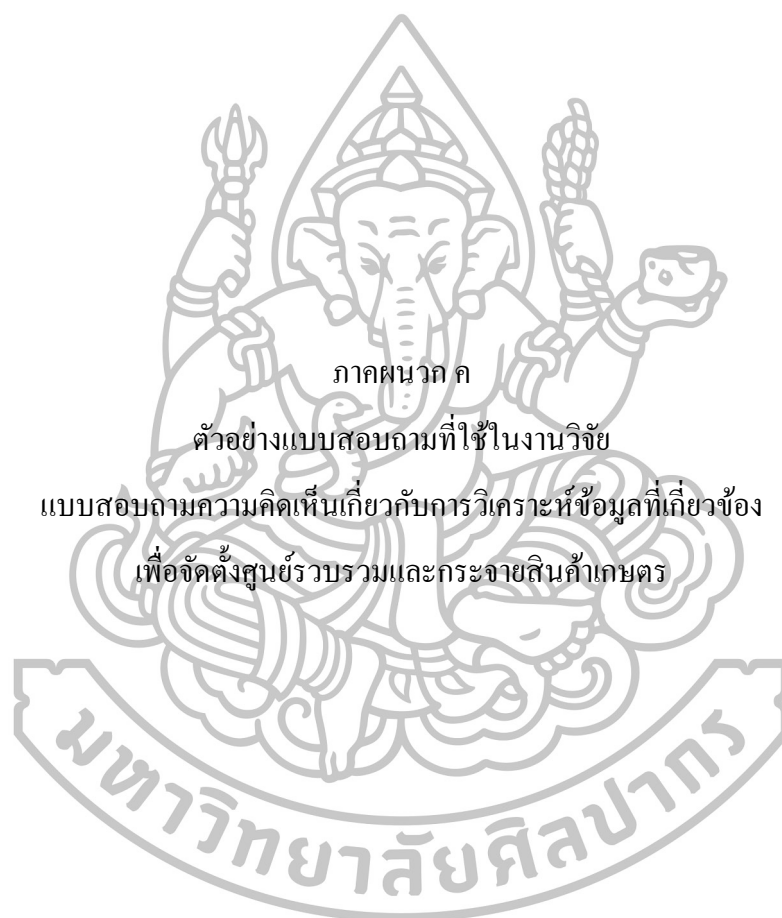 ภาคผนวก ค
ตัวอย่างแบบสอบถามที่ใช้ในงานวิจัย
แบบสอบถามความคิดเห็นเกี่ยวกับการวิเคราะห์ข้อมูลที่เกี่ยวข้อง
เพื่อจัดตั้งศูนย์รวบรวมและกระจายสินค้าเกษตร
มหาวิทยาลัยศิลปากร